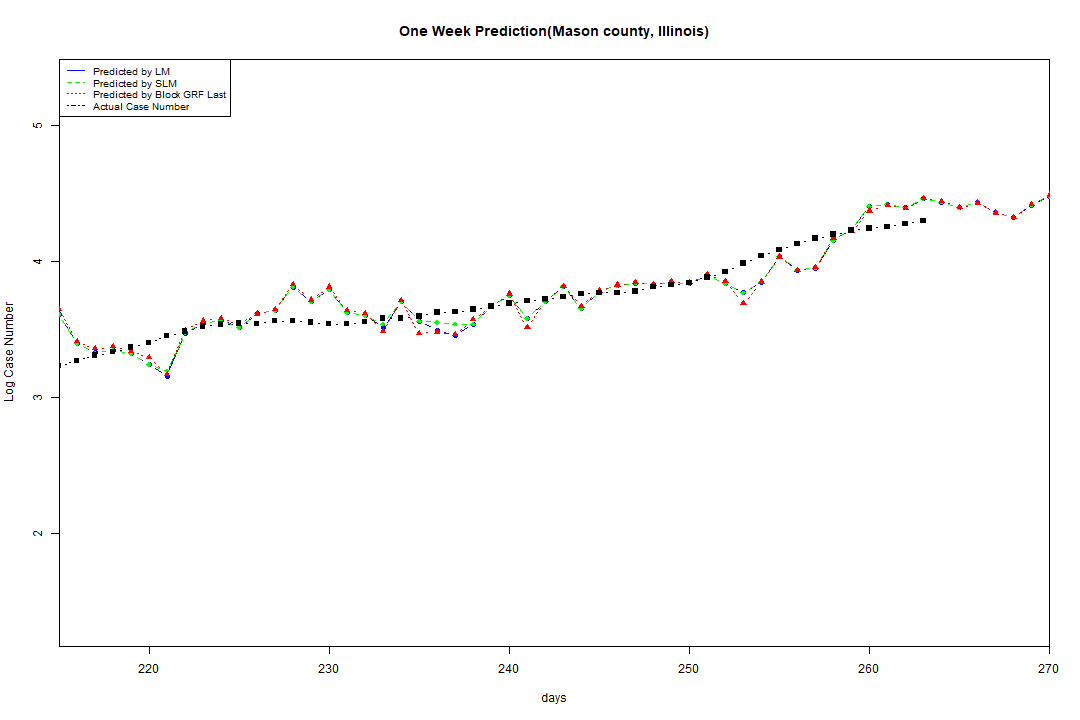 One Week Prediction(Mason county, Illinois)
Predicted by LM
Predicted by SLM
Predicted by Block GRF Last
Actual Case Number
5
4
3
2
Log Case Number
220 230 240 250 260 270
days